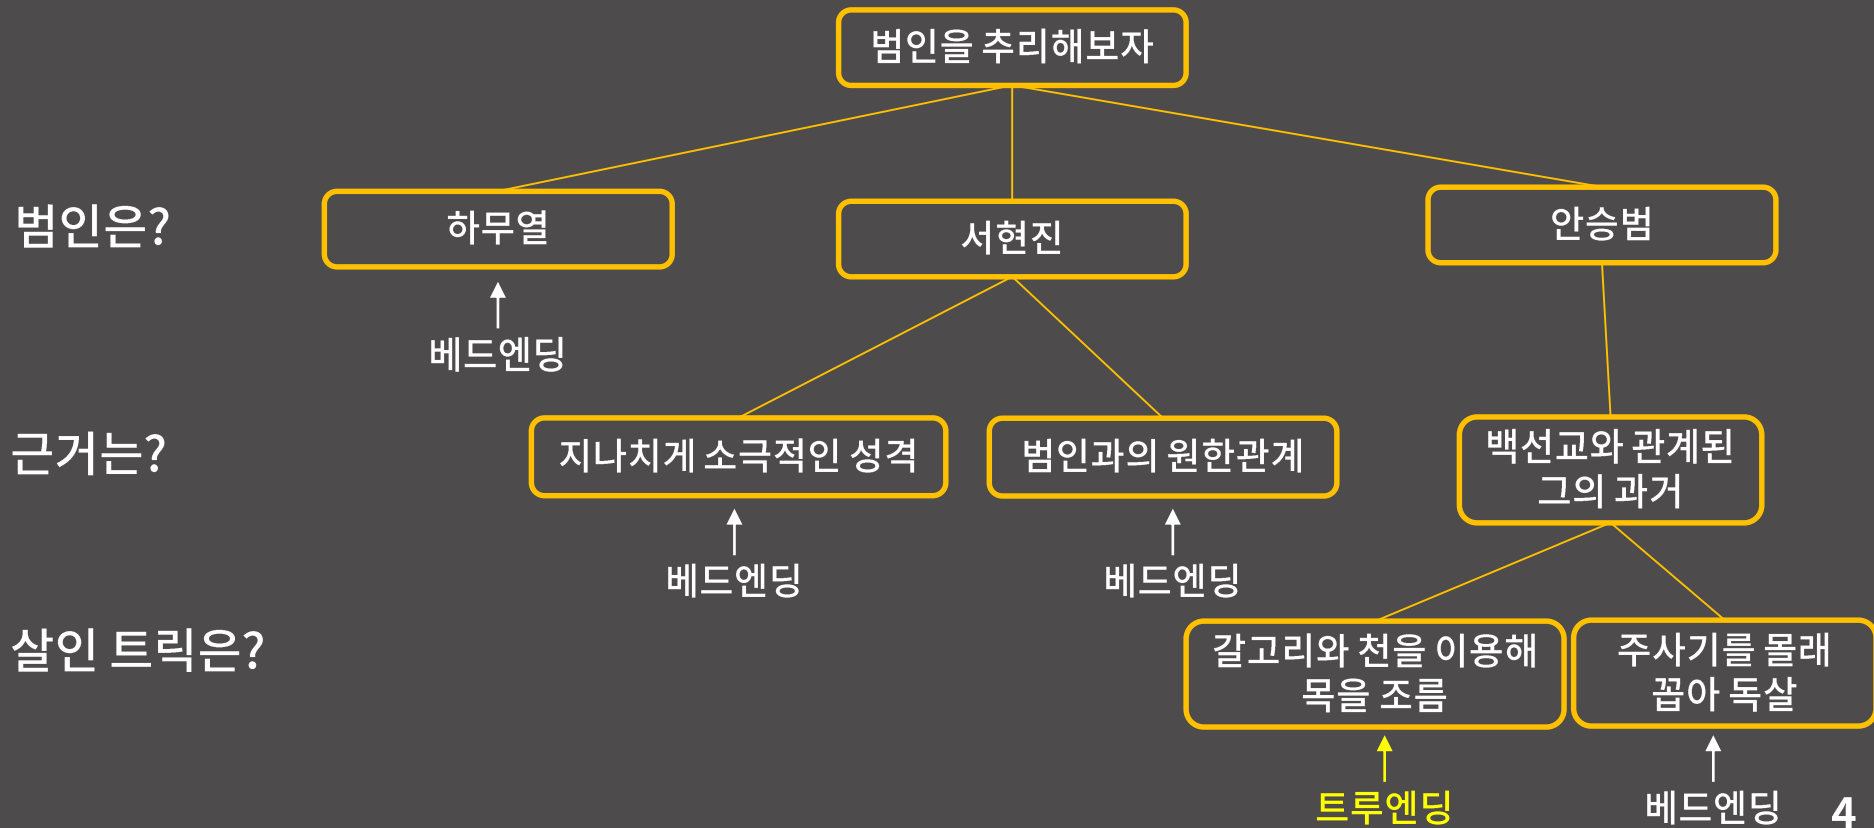 범인을 추리해보자
범인은?
하무열
서현진
안승범
베드엔딩
근거는?
지나치게 소극적인 성격
범인과의 원한관계
백선교와 관계된
그의 과거
베드엔딩
베드엔딩
살인 트릭은?
갈고리와 천을 이용해
목을 조름
주사기를 몰래
꼽아 독살
트루엔딩
베드엔딩
4